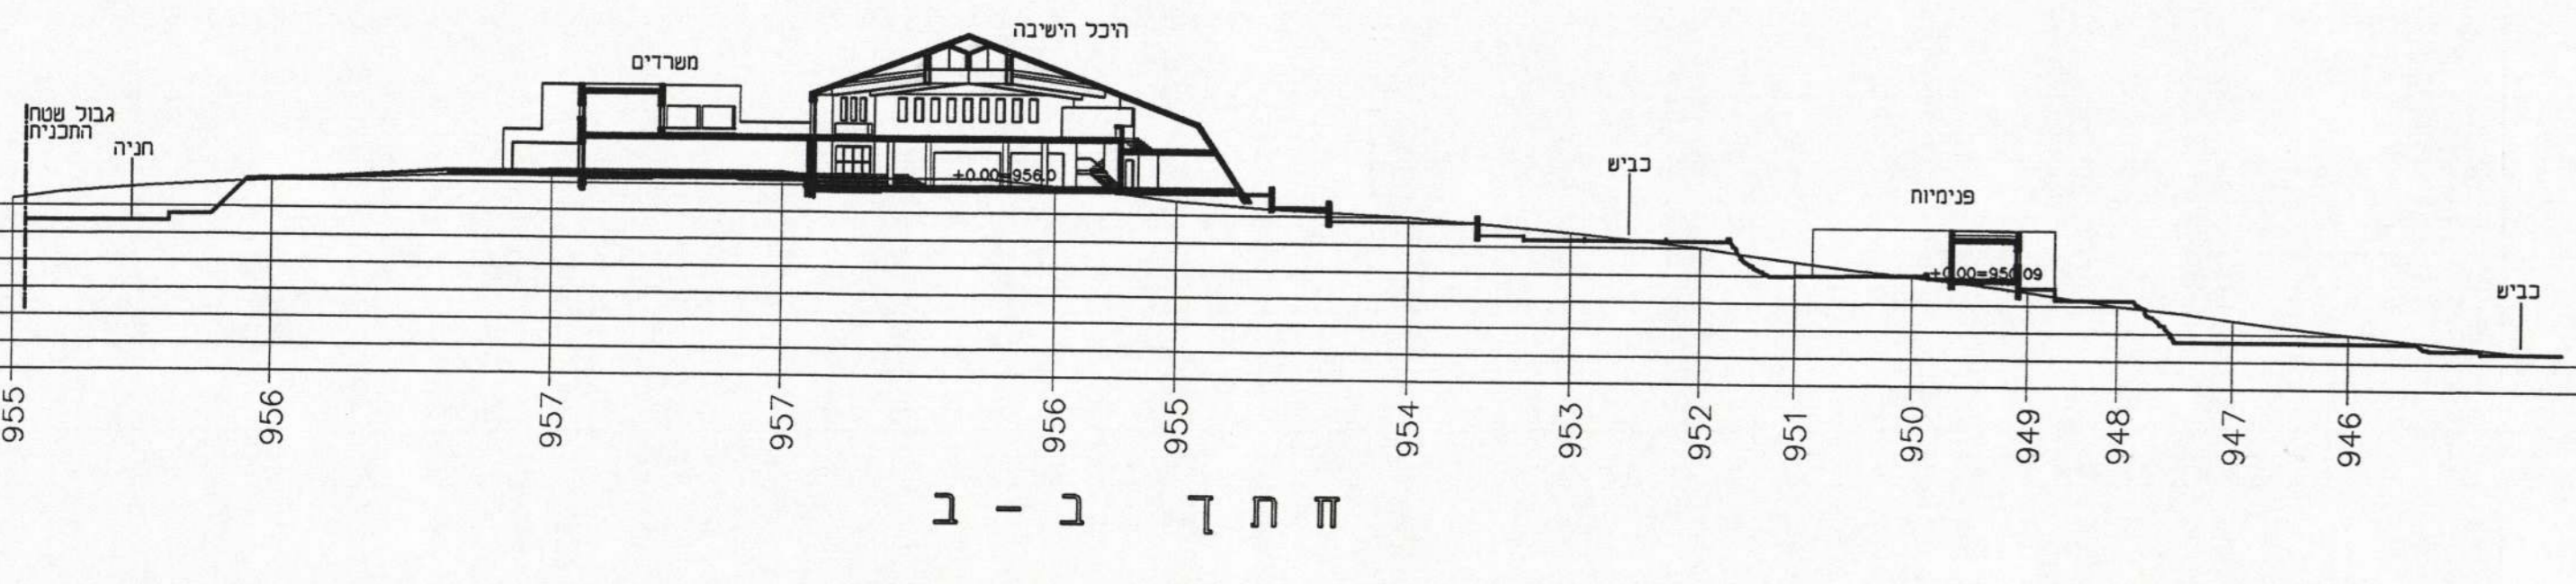 היכל הישיבה
משרדים
גבול שטח
התכנית
חניה
כביש
פנימיות
כביש
+0.00=956.0
+0.00=950.09
955
956
957
957
956
955
954
953
952
951
950
949
948
947
946
חתך ב - ב